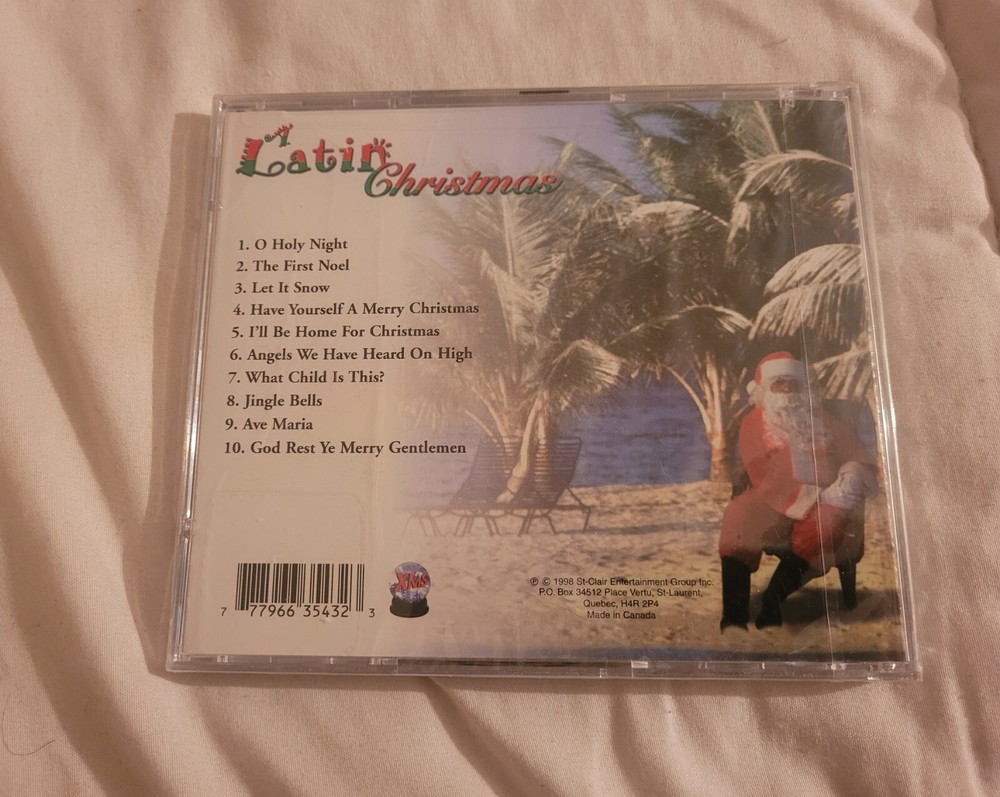 A Latin
Christmas
1. O Holy Night
2. The First Noel
3. Let It Snow
4. Have Yourself A Merry Christmas
5. I'll Be Home For Christmas
6. Angels We Have Heard On High
7. What Child Is This?
8. Jingle Bells
9. Ave Maria
10. God Rest Ye Merry Gentlemen
7 77966 35432 3
XMS
℗ © 1998 St-Clair Entertainment Group Inc.
P.O. Box 34512 Place Vertu, St-Laurent,
Quebec, H4R 2P4
Made in Canada